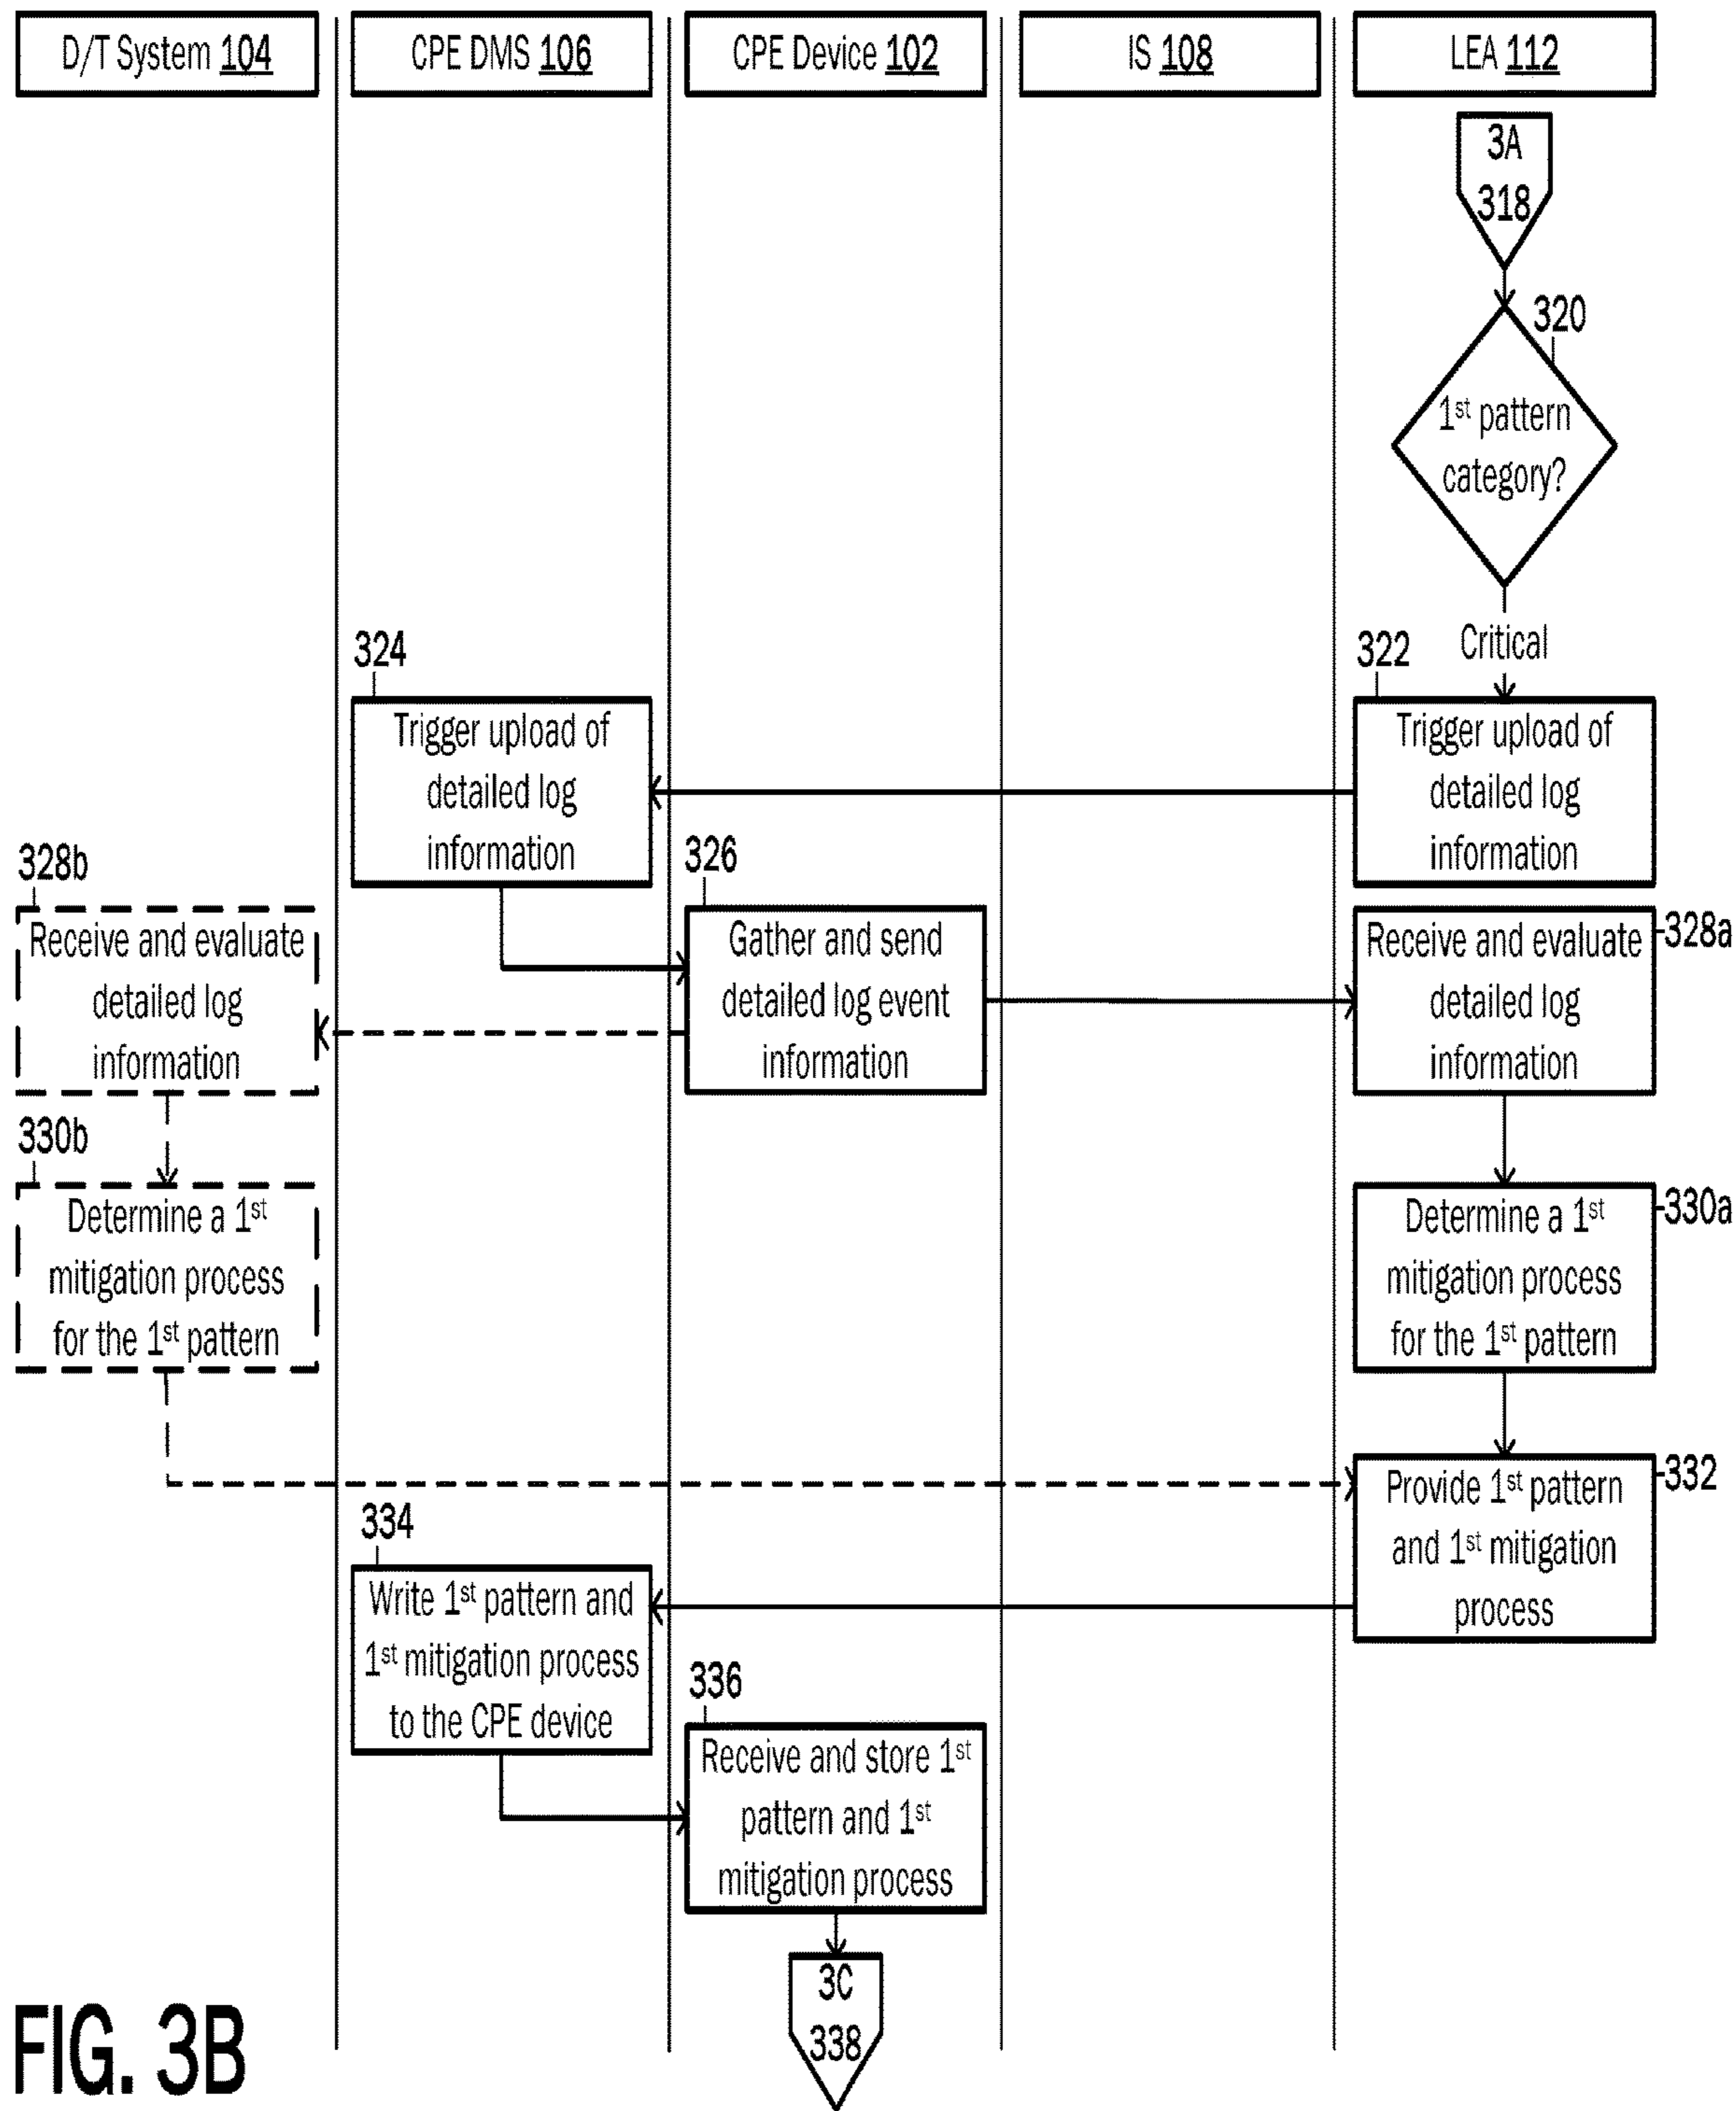 D/T System 104
CPE DMS 106
CPE Device 102
IS 108
LEA 112
3A
318
320
1st pattern
category?
Critical
322
Trigger upload of
detailed log
information
324
Trigger upload of
detailed log
information
326
Gather and send
detailed log event
information
328a
Receive and evaluate
detailed log
information
328b
Receive and evaluate
detailed log
information
330a
Determine a 1st
mitigation process
for the 1st pattern
330b
Determine a 1st
mitigation process
for the 1st pattern
332
Provide 1st pattern
and 1st mitigation
process
334
Write 1st pattern and
1st mitigation process
to the CPE device
336
Receive and store 1st
pattern and 1st
mitigation process
3C
338
FIG. 3B